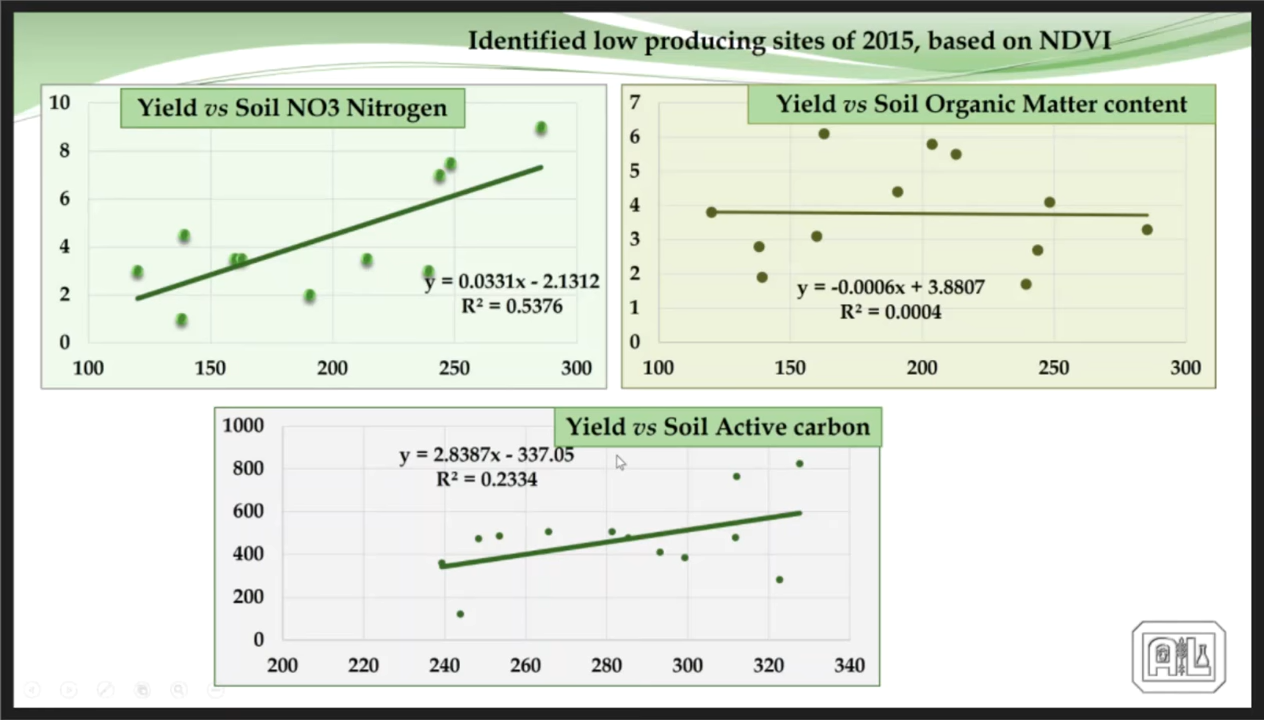 Identified low producing sites of 2015, based on NDVI
Yield vs Soil NO3 Nitrogen
10
8
6
4
2
0
100 150 200 250 300
y = 0.0331x - 2.1312
R² = 0.5376
Yield vs Soil Organic Matter content
7
6
5
4
3
2
1
0
100 150 200 250 300
y = -0.0006x + 3.8807
R² = 0.0004
Yield vs Soil Active carbon
1000
800
600
400
200
0
200 220 240 260 280 300 320 340
y = 2.8387x - 337.05
R² = 0.2334
AL